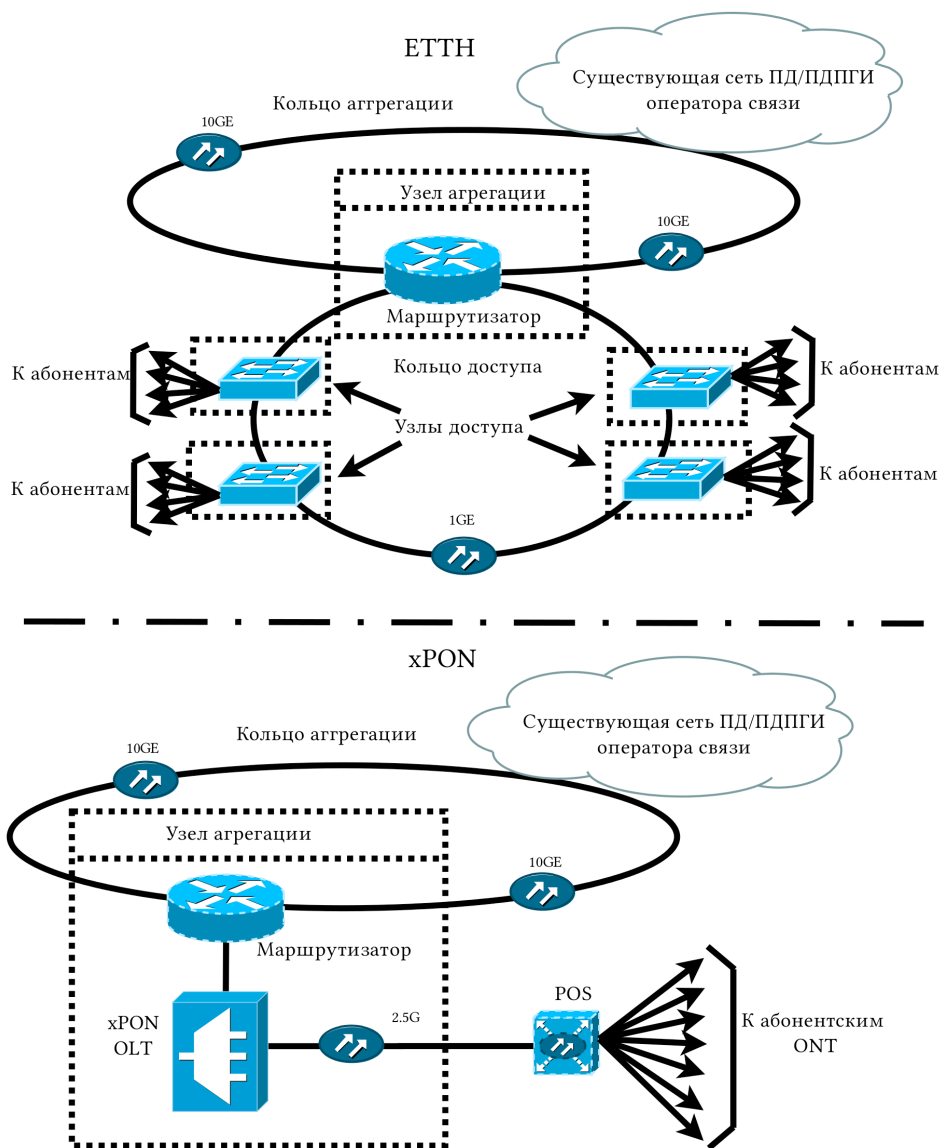 ETTH
Существующая сеть ПД/ПДПГИ
оператора связи
Кольцо аггрегации
10GE
Узел агрегации
10GE
Маршрутизатор
К абонентам
Кольцо доступа
К абонентам
Узлы доступа
К абонентам
К абонентам
1GE
xPON
Существующая сеть ПД/ПДПГИ
оператора связи
Кольцо аггрегации
10GE
Узел агрегации
10GE
Маршрутизатор
xPON
OLT
2.5G
POS
К абонентским
ONT